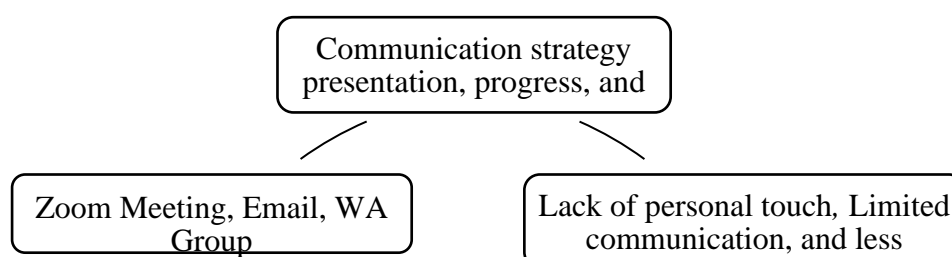 Communication strategy
presentation, progress, and
Zoom Meeting, Email, WA
Group
Lack of personal touch, Limited
communication, and less